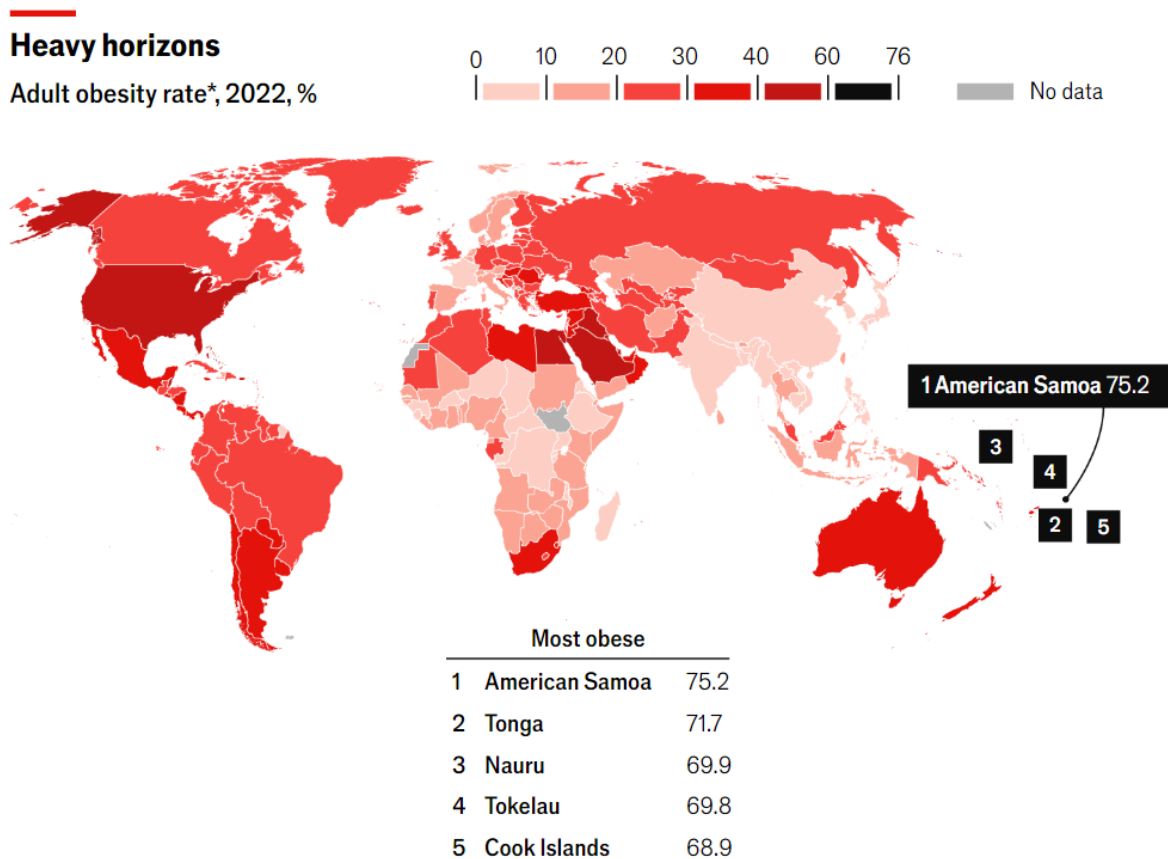 Heavy horizons
Adult obesity rate*, 2022, %
0 10 20 30 40 60 76
No data
1 American Samoa 75.2
3
4
2
5
Most obese
1 American Samoa 75.2
2 Tonga 71.7
3 Nauru 69.9
4 Tokelau 69.8
5 Cook Islands 68.9